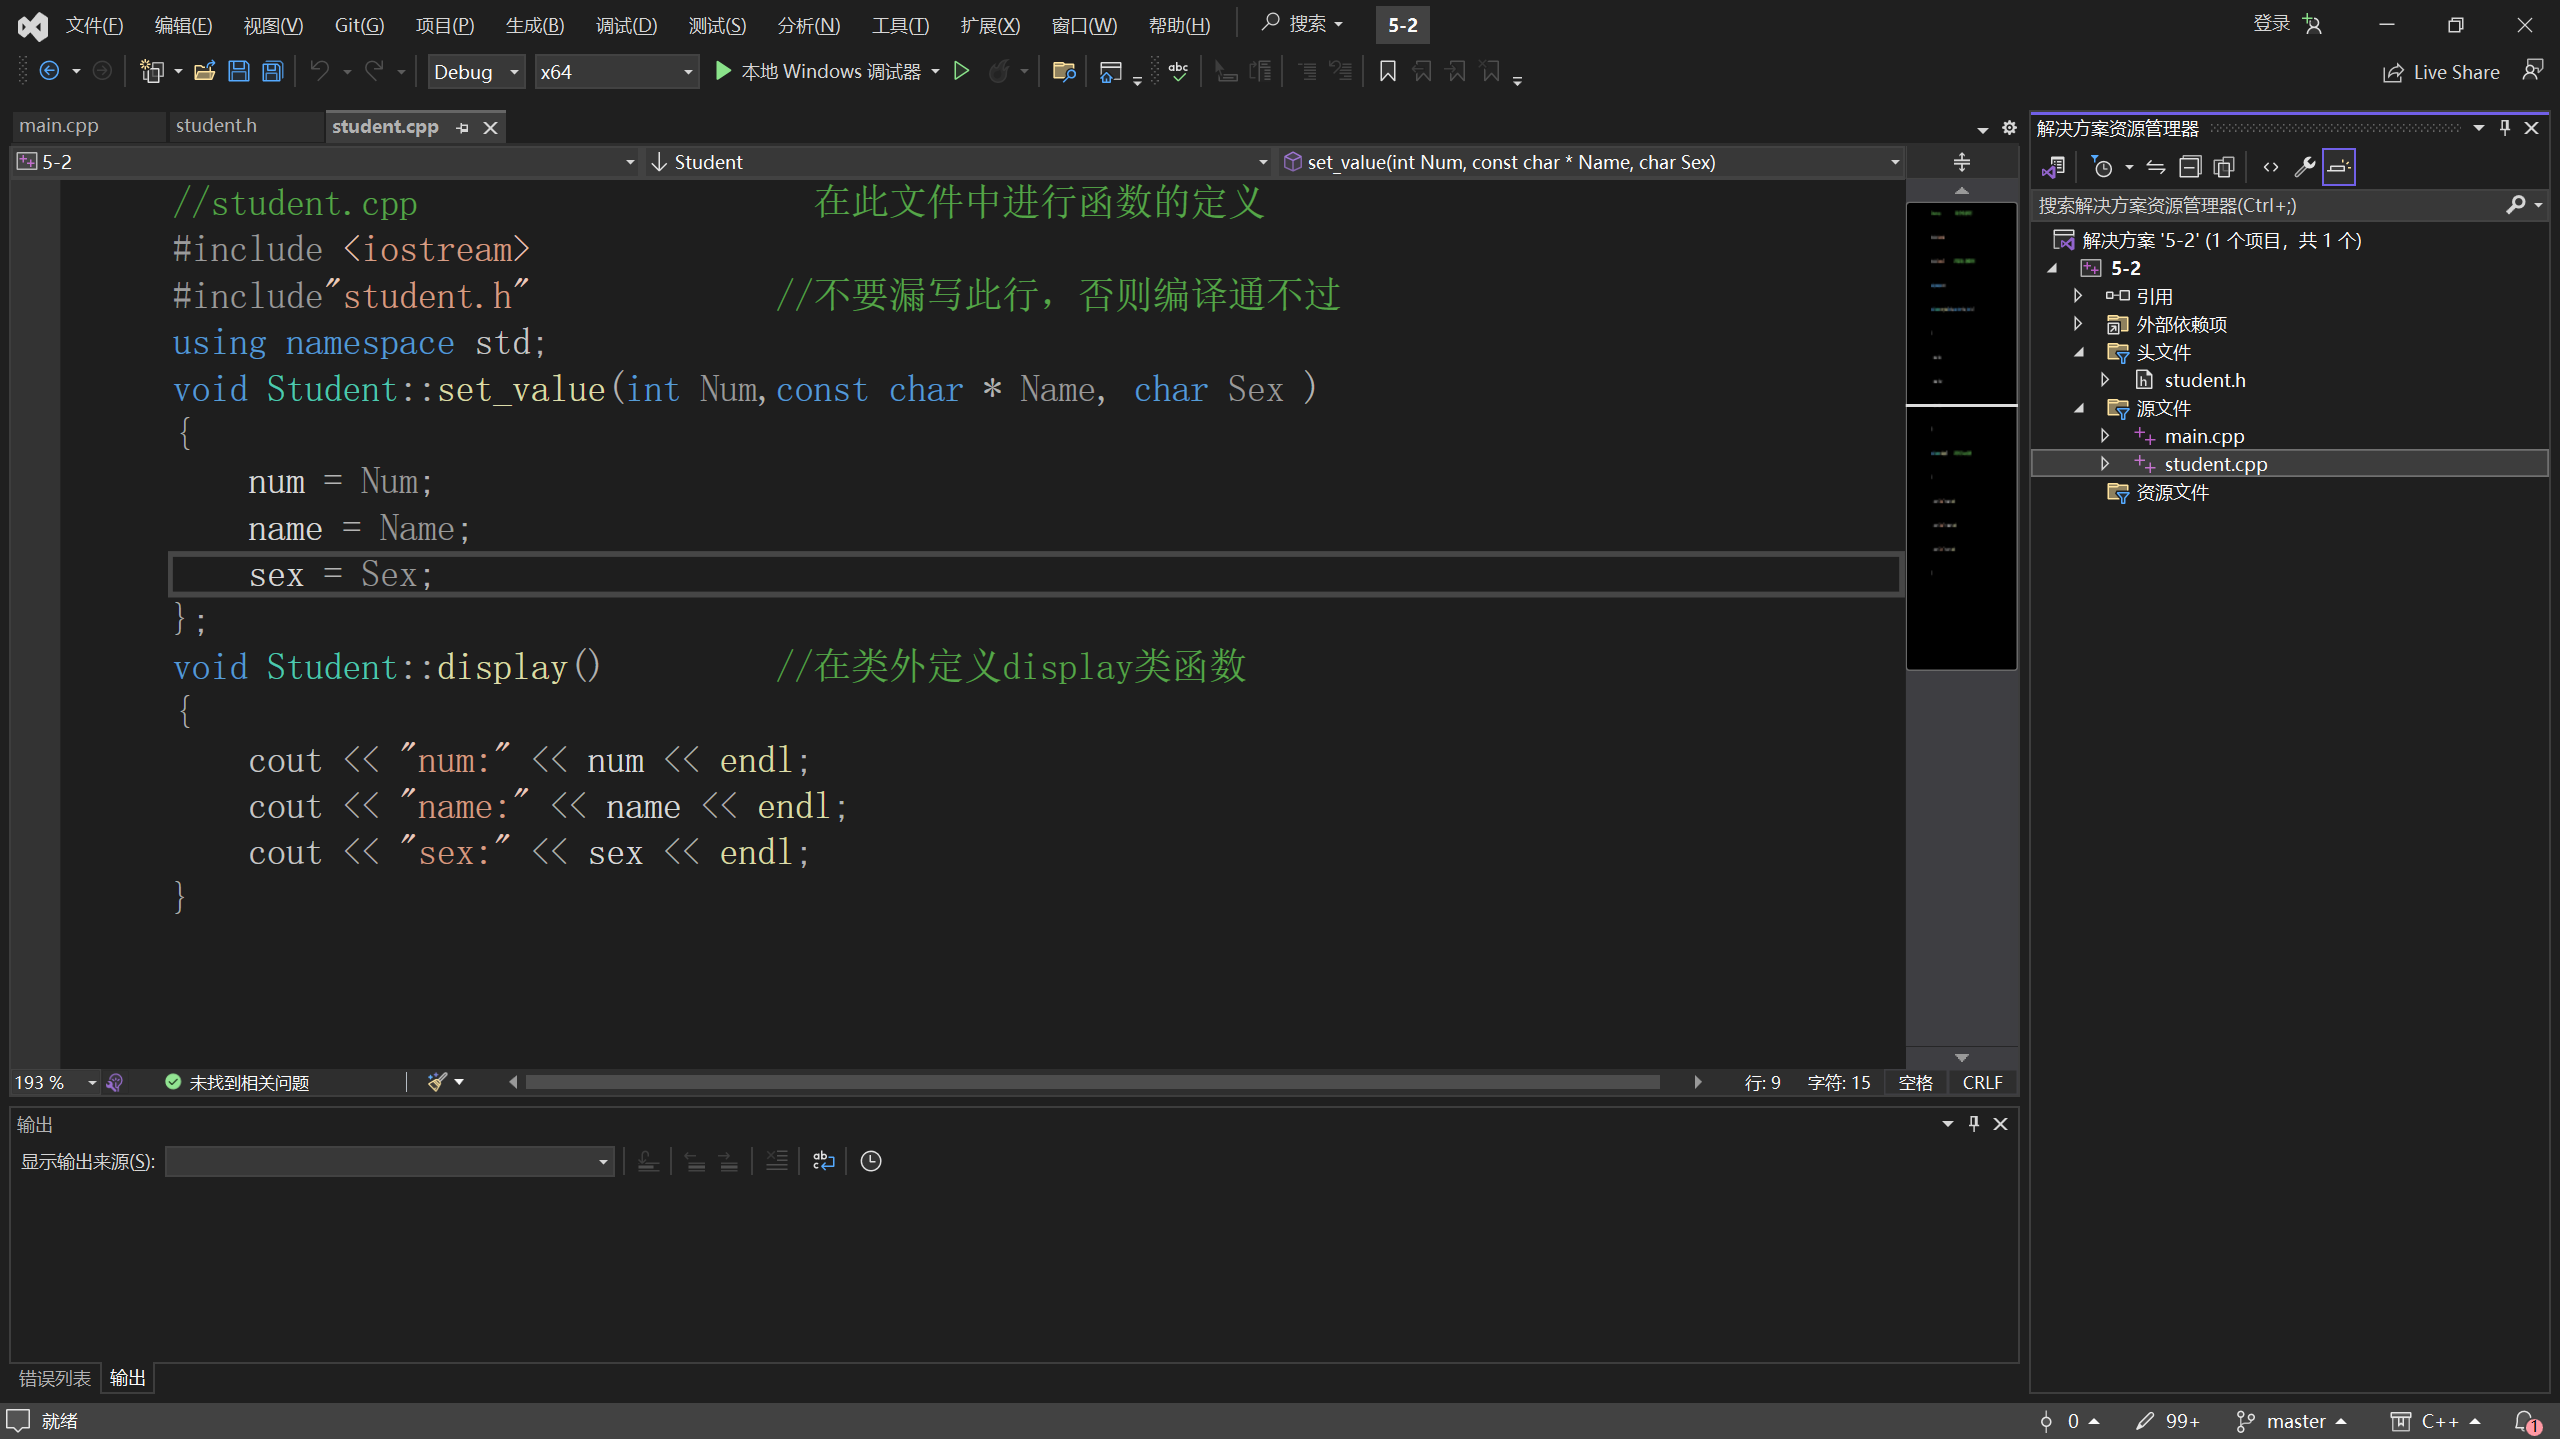 文件(F) 编辑(E) 视图(V) Git(G) 项目(P) 生成(B) 调试(D) 测试(S) 分析(N) 工具(T) 扩展(X) 窗口(W) 帮助(H) 搜索 5-2 登录
Debug x64 本地 Windows 调试器 Live Share
main.cpp student.h student.cpp
5-2 Student set_value(int Num, const char * Name, char Sex)
//student.cpp 在此文件中进行函数的定义
#include <iostream>
#include"student.h" //不要漏写此行，否则编译通不过
using namespace std;
void Student::set_value(int Num,const char * Name, char Sex )
{
num = Num;
name = Name;
sex = Sex;
};
void Student::display() //在类外定义display类函数
{
cout << "num:" << num << endl;
cout << "name:" << name << endl;
cout << "sex:" << sex << endl;
}
193 % 未找到相关问题 行: 9 字符: 15 空格 CRLF
输出
显示输出来源(S):
错误列表 输出
解决方案资源管理器
搜索解决方案资源管理器(Ctrl+;)
解决方案 '5-2' (1 个项目，共 1 个)
5-2
引用
外部依赖项
头文件
student.h
源文件
main.cpp
student.cpp
资源文件
就绪 0 99+ master C++ 1